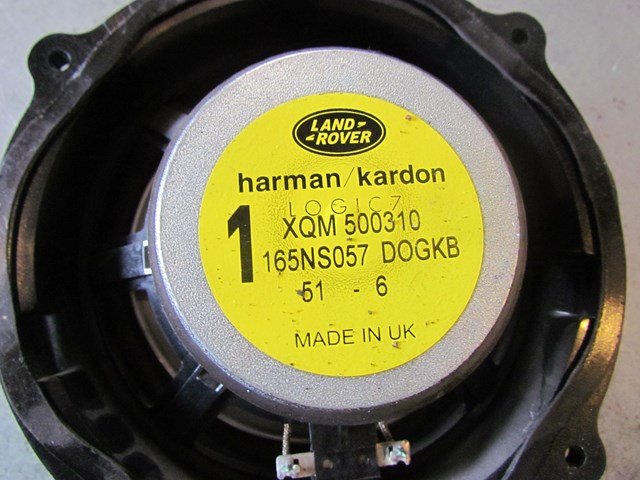 LAND
ROVER
harman/kardon
LOGIC7
1
XQM 500310
165NS057 DOGKB
51 - 6
MADE IN UK